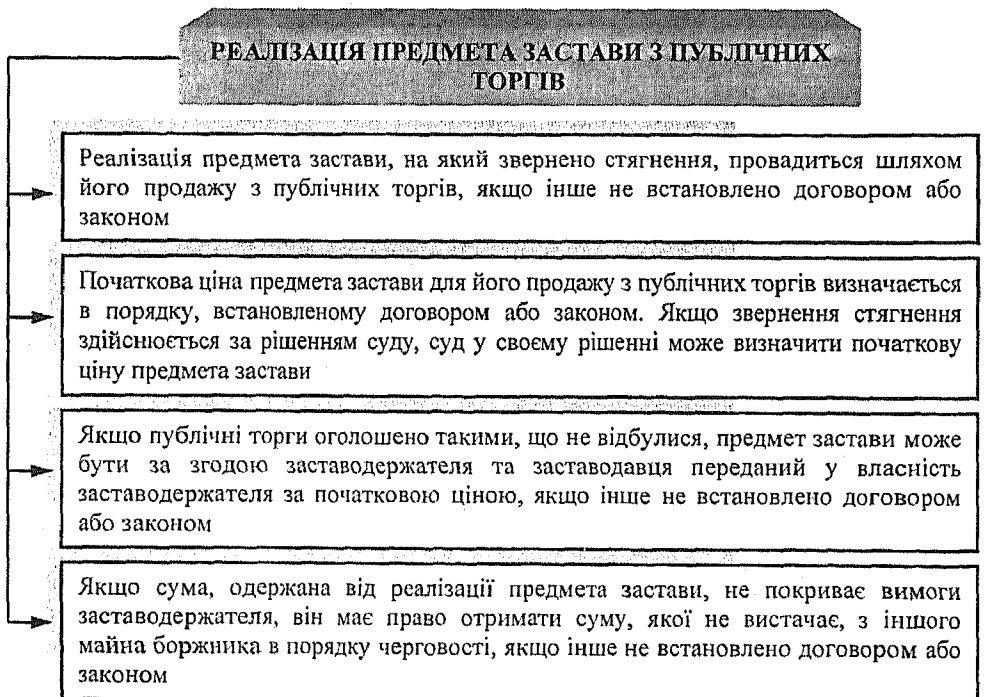 РЕАЛІЗАЦІЯ ПРЕДМЕТА ЗАСТАВИ З ПУБЛІЧНИХ
ТОРГІВ
Реалізація предмета застави, на який звернено стягнення, провадиться шляхом
його продажу з публічних торгів, якщо інше не встановлено договором або
законом
Початкова ціна предмета застави для його продажу з публічних торгів визначається
в порядку, встановленому договором або законом. Якщо звернення стягнення
здійснюється за рішенням суду, суд у своєму рішенні може визначити початкову
ціну предмета застави
Якщо публічні торги оголошено такими, що не відбулися, предмет застави може
бути за згодою заставодержателя та заставодавця переданий у власність
заставодержателя за початковою ціною, якщо інше не встановлено договором
або законом
Якщо сума, одержана від реалізації предмета застави, не покриває вимоги
заставодержателя, він має право отримати суму, якої не вистачає, з іншого
майна боржника в порядку черговості, якщо інше не встановлено договором або
законом